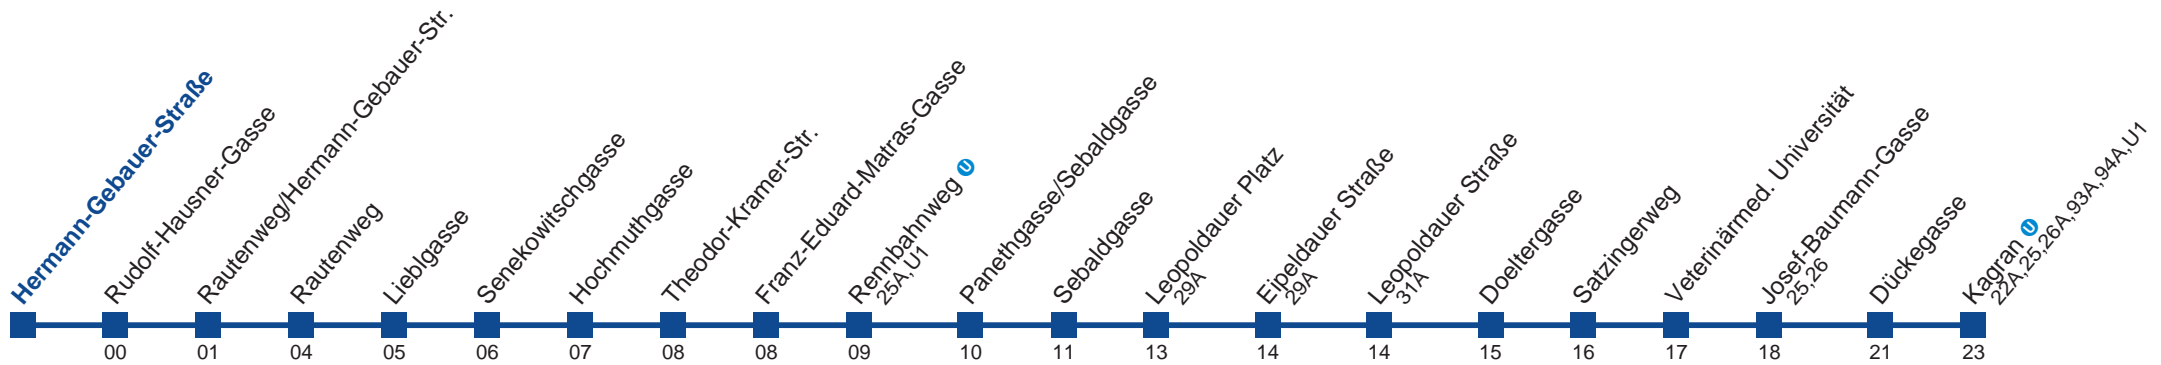 Hermann-Gebauer-Straße
Rudolf-Hausner-Gasse
Rautenweg/Hermann-Gebauer-Str.
Rautenweg
Lieblgasse
Senekowitschgasse
Hochmuthgasse
Theodor-Kramer-Str.
Franz-Eduard-Matras-Gasse
Rennbahnweg U
25A,U1
Panethgasse/Sebaldgasse
Sebaldgasse
Leopoldauer Platz
29A
Eipeldauer Straße
29A
Leopoldauer Straße
31A
Doeltergasse
Satzingerweg
Veterinärmed. Universität
Josef-Baumann-Gasse
25,26
Dückegasse
Kagran U
22A,25,26A,93A,94A,U1
00 01 04 05 06 07 08 08 09 10 11 13 14 14 15 16 17 18 21 23